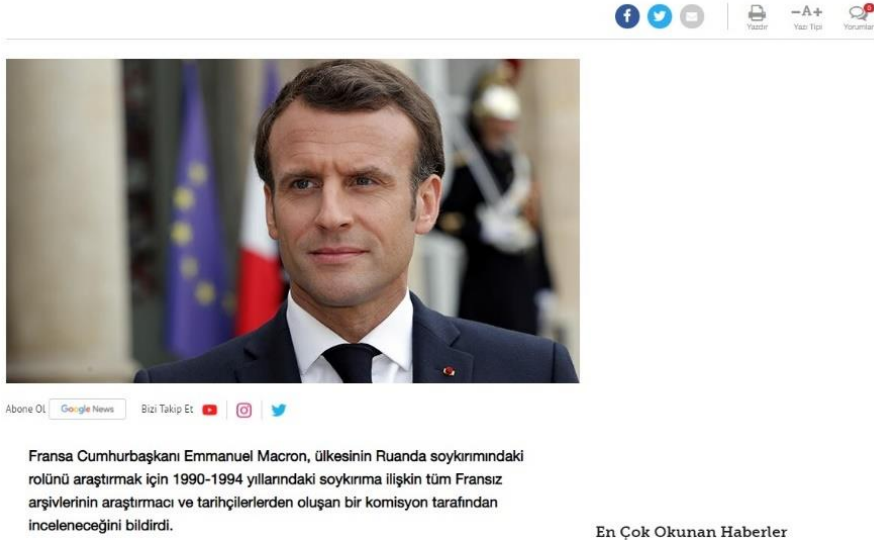 -A+
Yazdır
Yazı Tipi
Yorumlar
Abone Ol Google News Bizi Takip Et
Fransa Cumhurbaşkanı Emmanuel Macron, ülkesinin Ruanda soykırımındaki
rolünü araştırmak için 1990-1994 yıllarındaki soykırıma ilişkin tüm Fransız
arşivlerinin araştırmacı ve tarihçilerlerden oluşan bir komisyon tarafından
inceleneceğini bildirdi.
En Çok Okunan Haberler